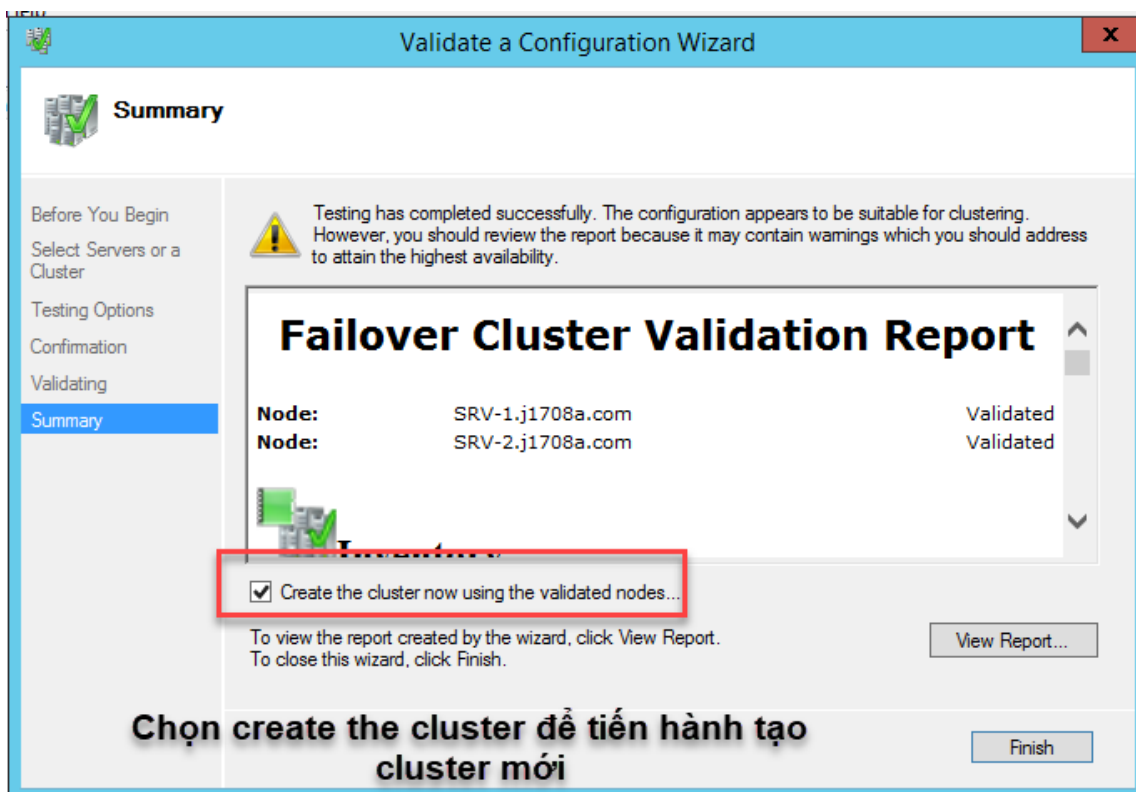 Help
Validate a Configuration Wizard
x
Summary
Before You Begin
Select Servers or a
Cluster
Testing Options
Confirmation
Validating
Summary
Testing has completed successfully. The configuration appears to be suitable for clustering.
However, you should review the report because it may contain warnings which you should address
to attain the highest availability.
Failover Cluster Validation Report
Node: SRV-1.j1708a.com Validated
Node: SRV-2.j1708a.com Validated
Inventory
Create the cluster now using the validated nodes...
To view the report created by the wizard, click View Report.
To close this wizard, click Finish.
View Report...
Chọn create the cluster để tiến hành tạo
cluster mới
Finish